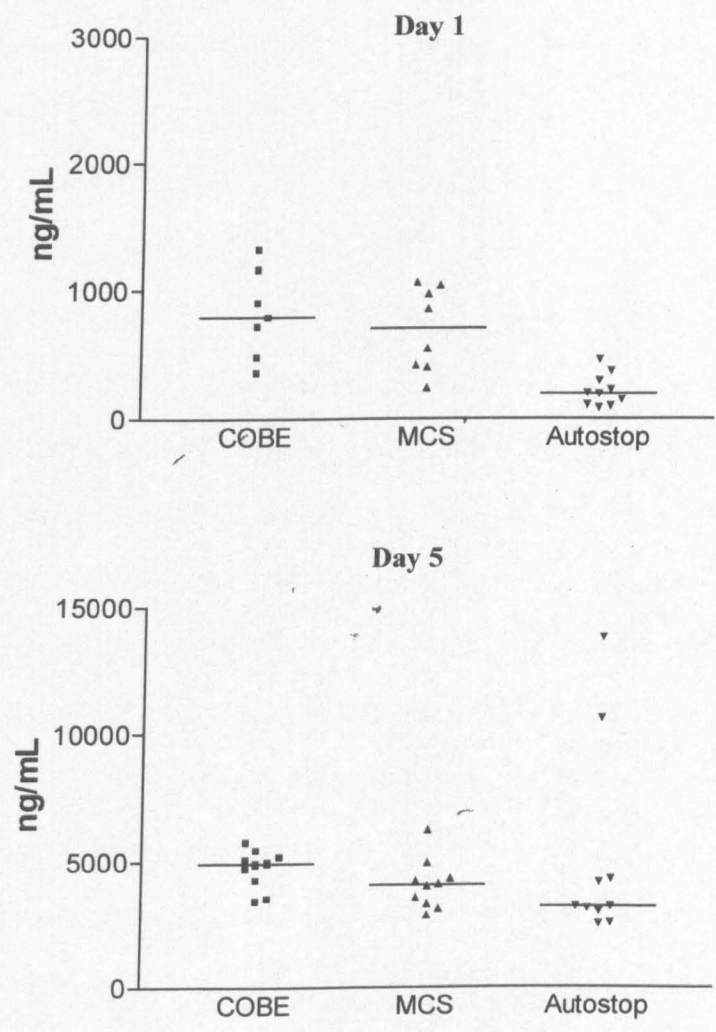 Day 1
3000
2000
1000
0
ng/mL
COBE MCS Autostop
Day 5
15000
10000
5000
0
ng/mL
COBE MCS Autostop